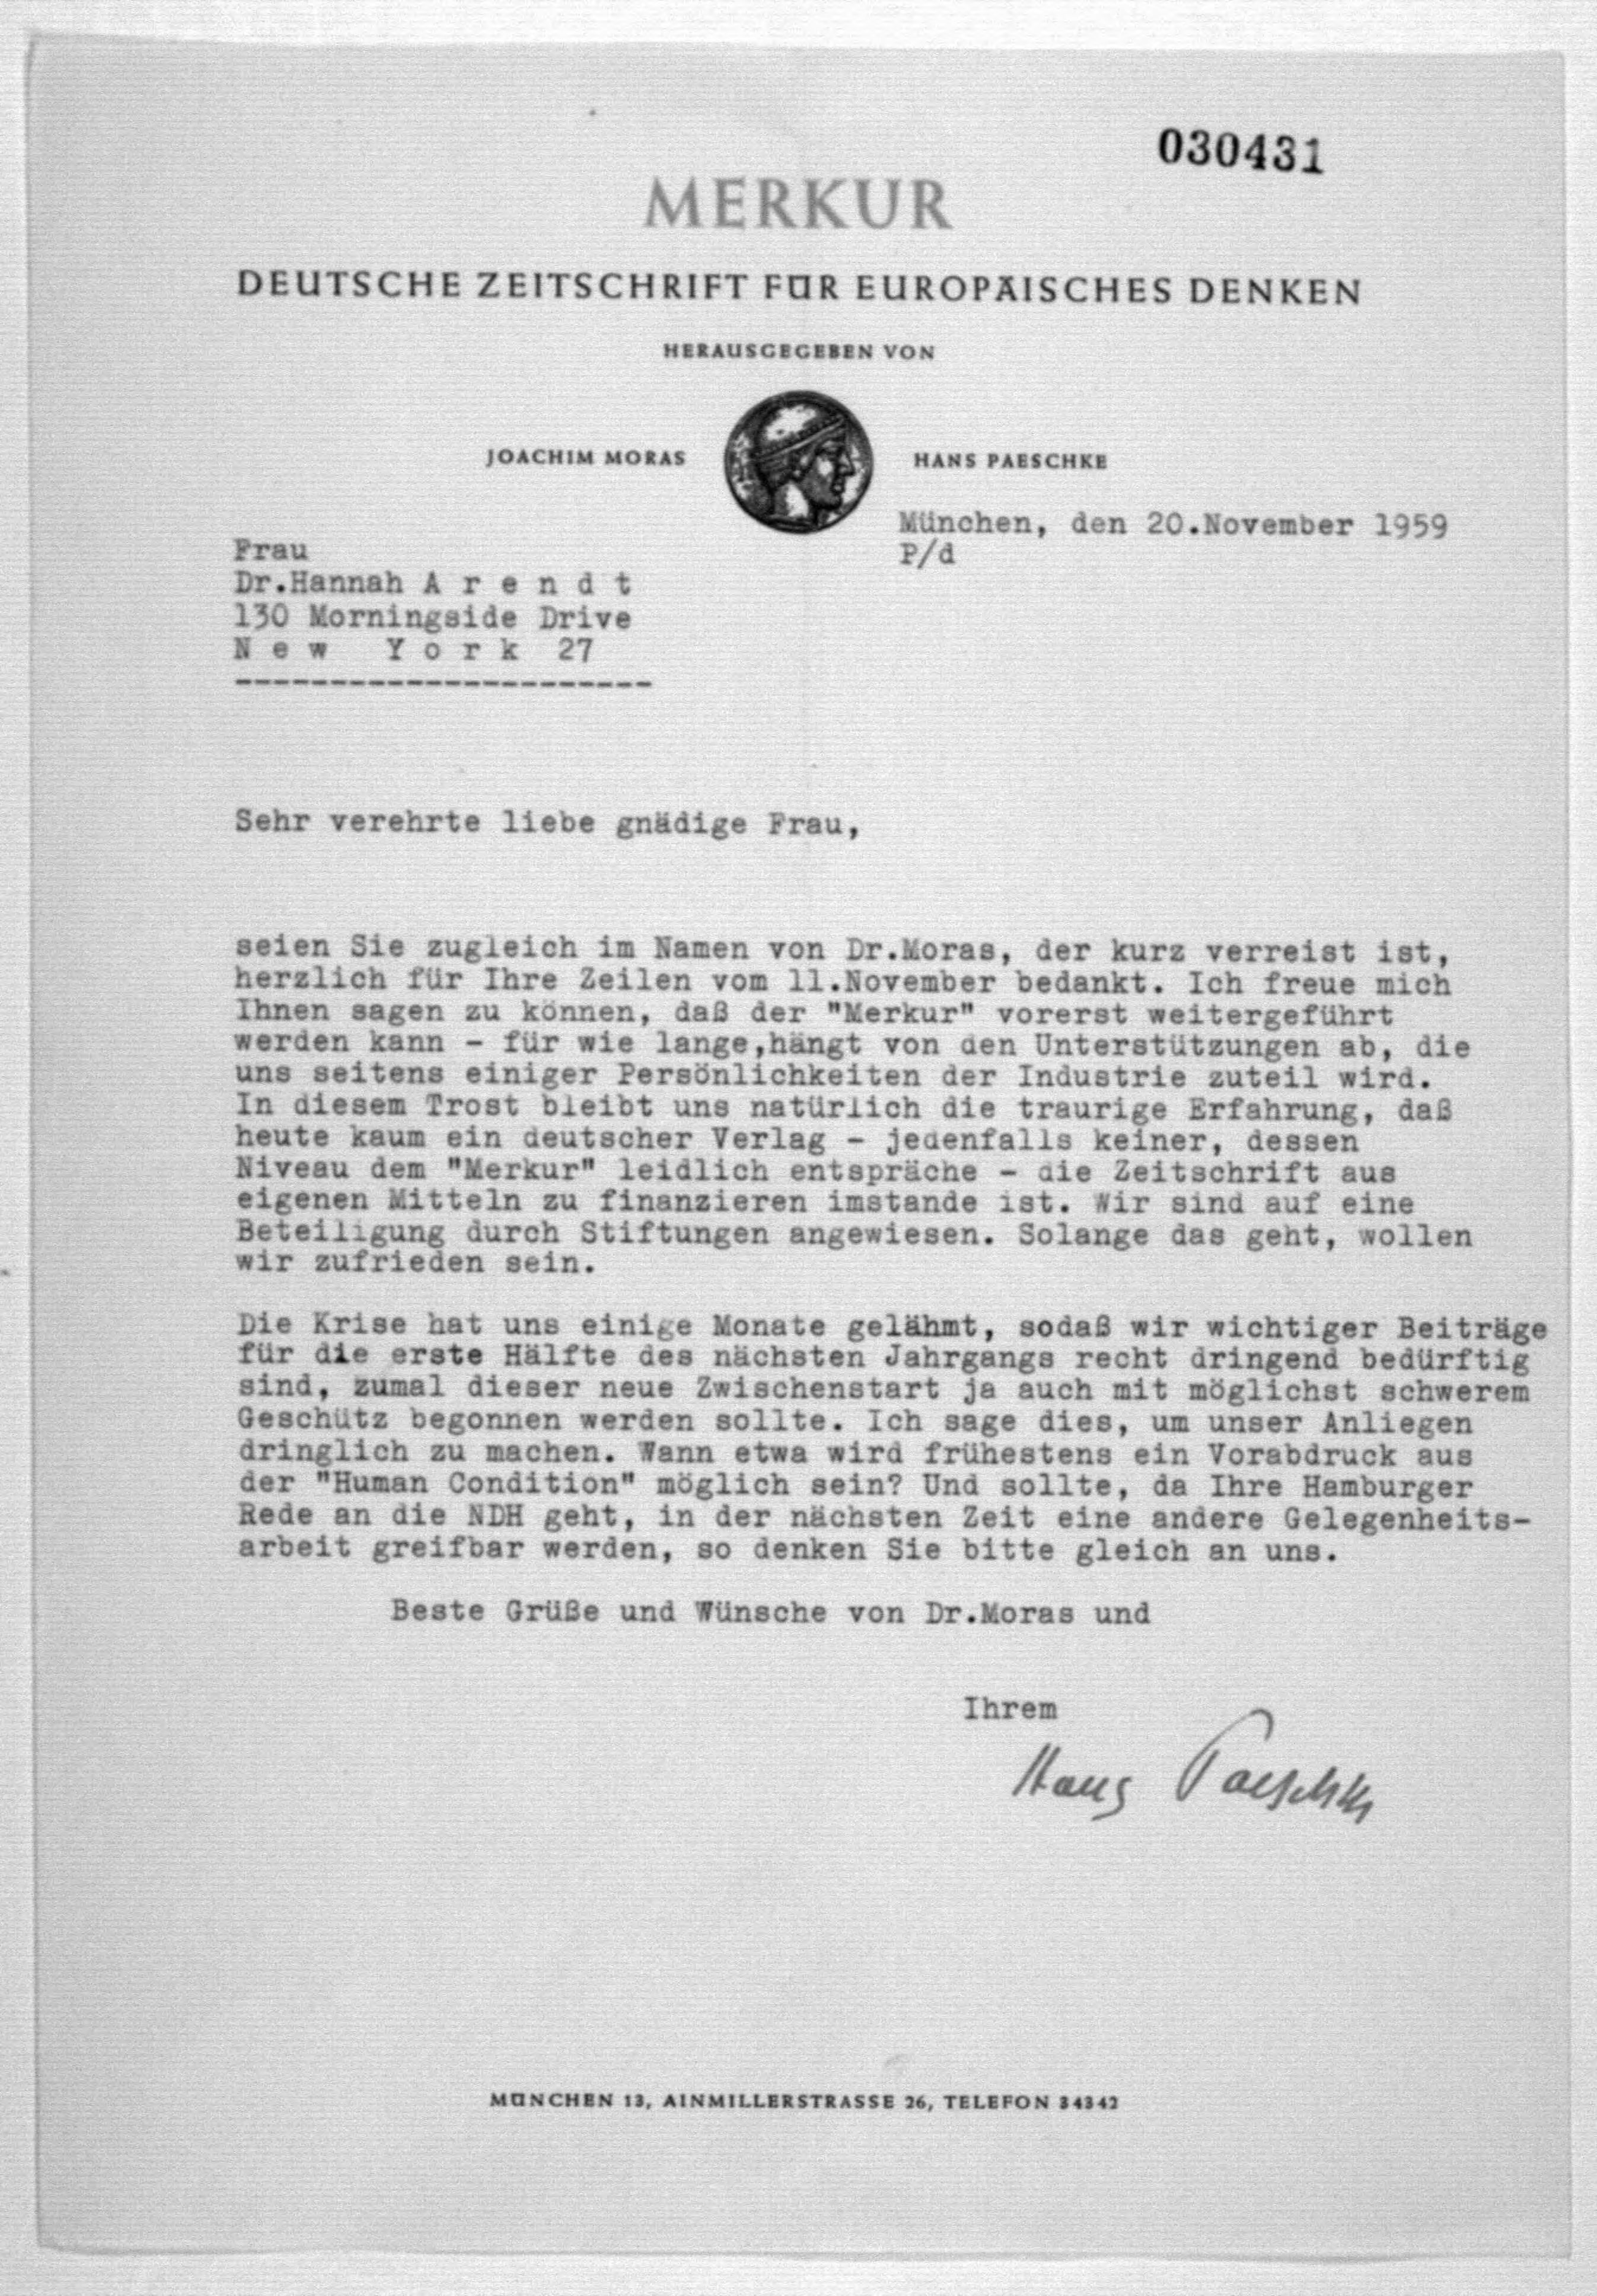 030431
MERKUR
DEUTSCHE ZEITSCHRIFT FÜR EUROPÄISCHES DENKEN
HERAUSGEGEBEN VON
JOACHIM MORAS
HANS PAESCHKE
München, den 20.November 1959
P/d
Frau
Dr.Hannah A r e n d t
130 Morningside Drive
N e w   Y o r k  27
----------------------
Sehr verehrte liebe gnädige Frau,
seien Sie zugleich im Namen von Dr.Moras, der kurz verreist ist,
herzlich für Ihre Zeilen vom 11.November bedankt. Ich freue mich
Ihnen sagen zu können, daß der "Merkur" vorerst weitergeführt
werden kann - für wie lange,hängt von den Unterstützungen ab, die
uns seitens einiger Persönlichkeiten der Industrie zuteil wird.
In diesem Trost bleibt uns natürlich die traurige Erfahrung, daß
heute kaum ein deutscher Verlag - jedenfalls keiner, dessen
Niveau dem "Merkur" leidlich entspräche - die Zeitschrift aus
eigenen Mitteln zu finanzieren imstande ist. Wir sind auf eine
Beteiligung durch Stiftungen angewiesen. Solange das geht, wollen
wir zufrieden sein.
Die Krise hat uns einige Monate gelähmt, sodaß wir wichtiger Beiträge
für die erste Hälfte des nächsten Jahrgangs recht dringend bedürftig
sind, zumal dieser neue Zwischenstart ja auch mit möglichst schwerem
Geschütz begonnen werden sollte. Ich sage dies, um unser Anliegen
dringlich zu machen. Wann etwa wird frühestens ein Vorabdruck aus
der "Human Condition" möglich sein? Und sollte, da Ihre Hamburger
Rede an die NDH geht, in der nächsten Zeit eine andere Gelegenheits-
arbeit greifbar werden, so denken Sie bitte gleich an uns.
Beste Grüße und Wünsche von Dr.Moras und
Ihrem
Hans Paeschke
MÜNCHEN 13, AINMILLERSTRASSE 26, TELEFON 34342